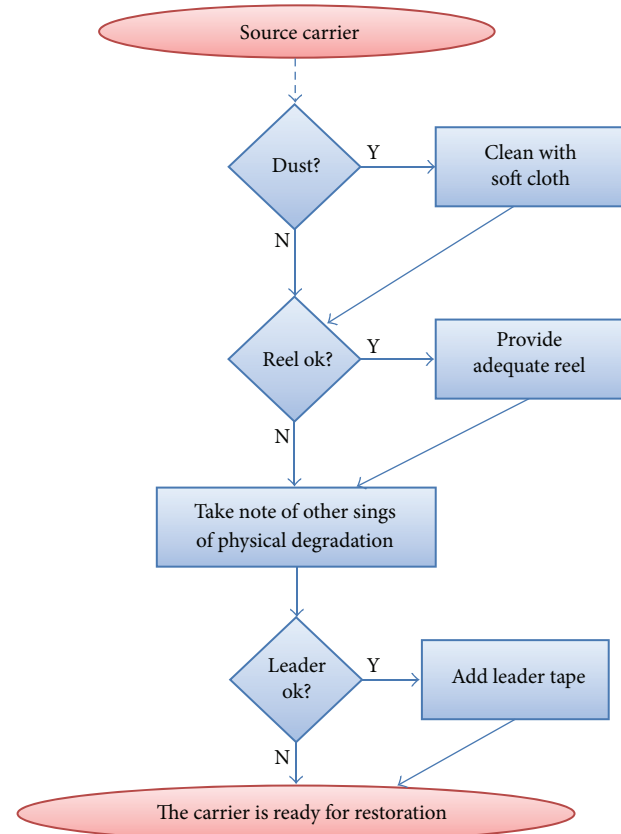 Source carrier
Dust?
Y
Clean with
soft cloth
N
Reel ok?
Y
Provide
adequate reel
N
Take note of other sings
of physical degradation
Leader
ok?
Y
Add leader tape
N
The carrier is ready for restoration